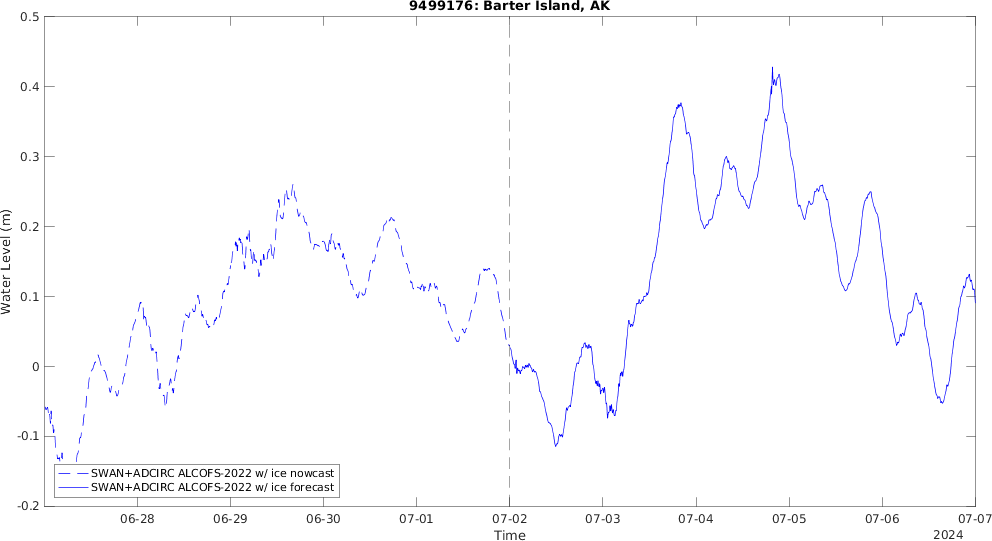 9499176: Barter Island, AK
0.5
0.4
0.3
0.2
0.1
0
-0.1
-0.2
Water Level (m)
SWAN+ADCIRC ALCOFS-2022 w/ ice nowcast
SWAN+ADCIRC ALCOFS-2022 w/ ice forecast
06-28 06-29 06-30 07-01 07-02 07-03 07-04 07-05 07-06 07-07
Time
2024